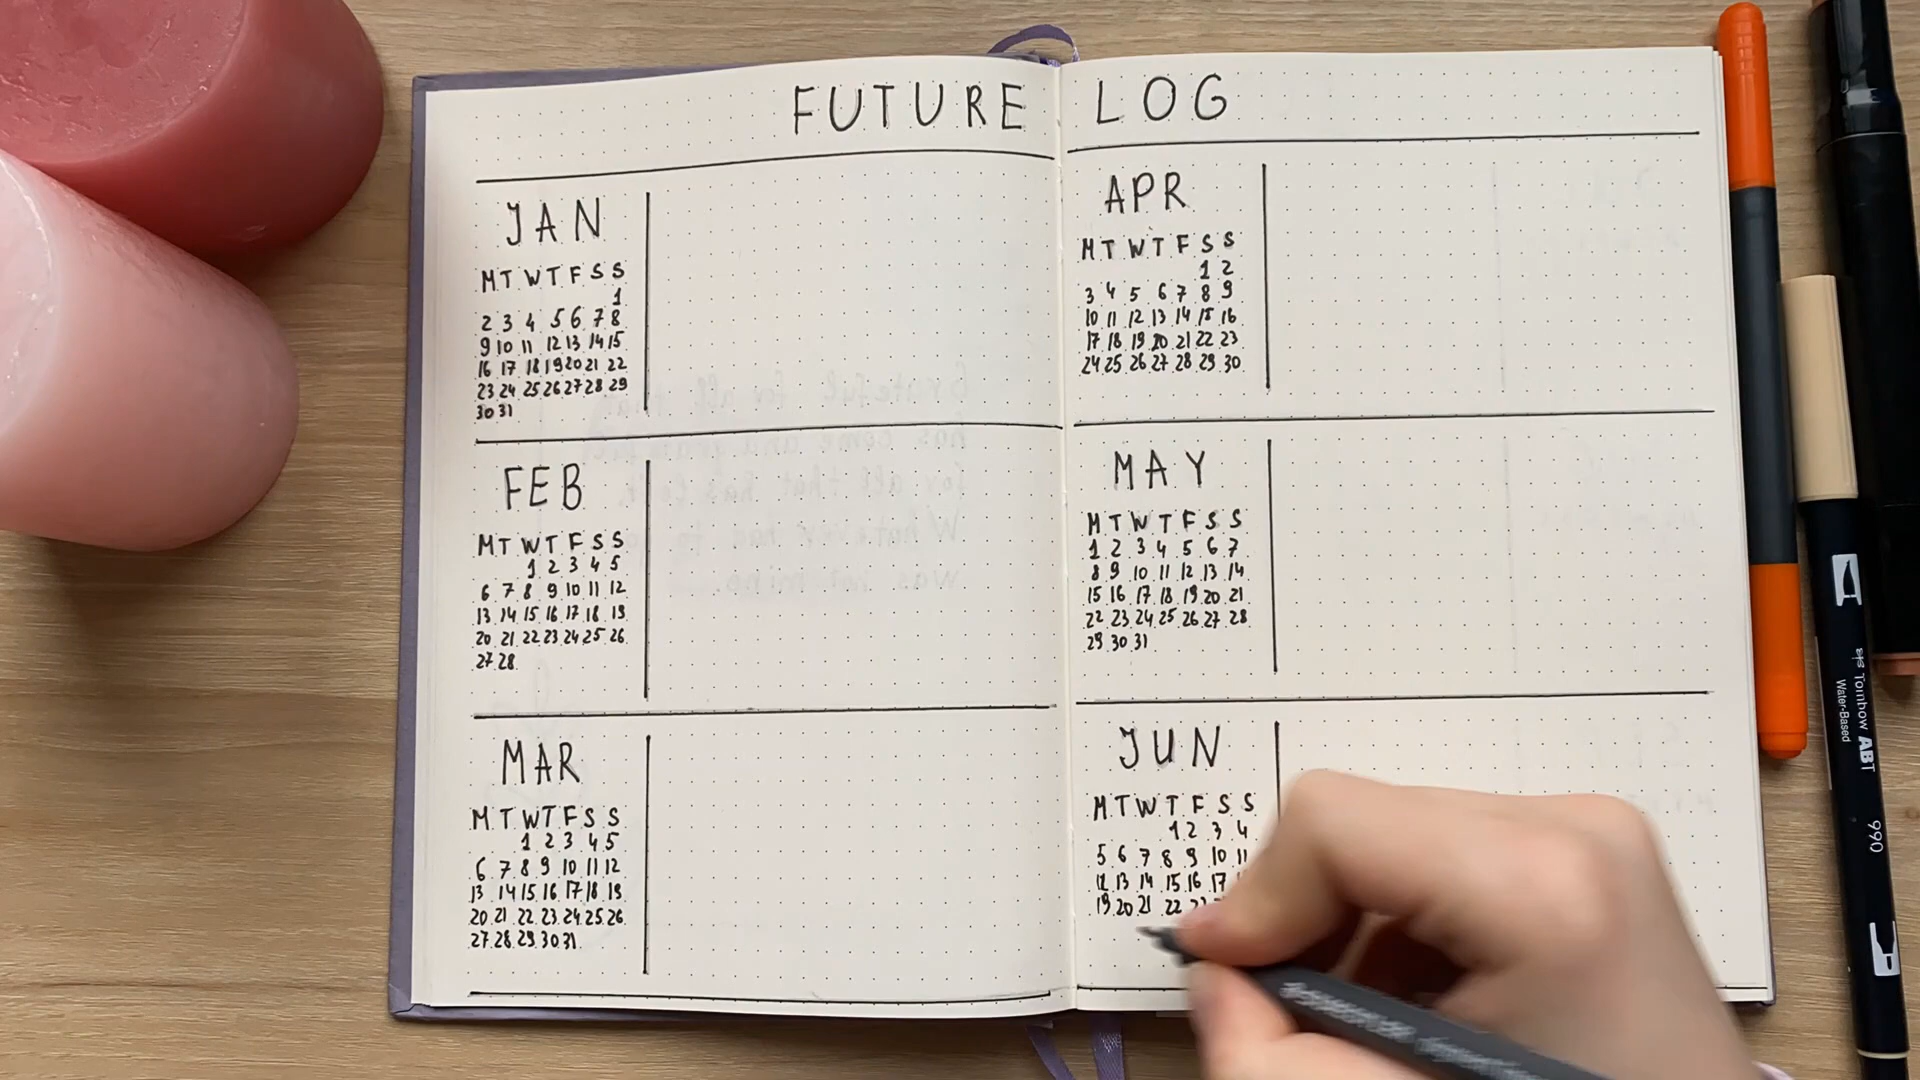 FUTURE LOG
JAN
M T W T F S S
1
2 3 4 5 6 7 8
9 10 11 12 13 14 15
16 17 18 19 20 21 22
23 24 25 26 27 28 29
30 31
FEB
M T W T F S S
1 2 3 4 5
6 7 8 9 10 11 12
13 14 15 16 17 18 19
20 21 22 23 24 25 26
27 28
MAR
M T W T F S S
1 2 3 4 5
6 7 8 9 10 11 12
13 14 15 16 17 18 19
20 21 22 23 24 25 26
27 28 29 30 31
APR
M T W T F S S
1 2
3 4 5 6 7 8 9
10 11 12 13 14 15 16
17 18 19 20 21 22 23
24 25 26 27 28 29 30
MAY
M T W T F S S
1 2 3 4 5 6 7
8 9 10 11 12 13 14
15 16 17 18 19 20 21
22 23 24 25 26 27 28
29 30 31
JUN
M T W T F S S
1 2 3 4
5 6 7 8 9 10 11
12 13 14 15 16 17
19 20 21 22
Tombow ABT
Water-Based
990